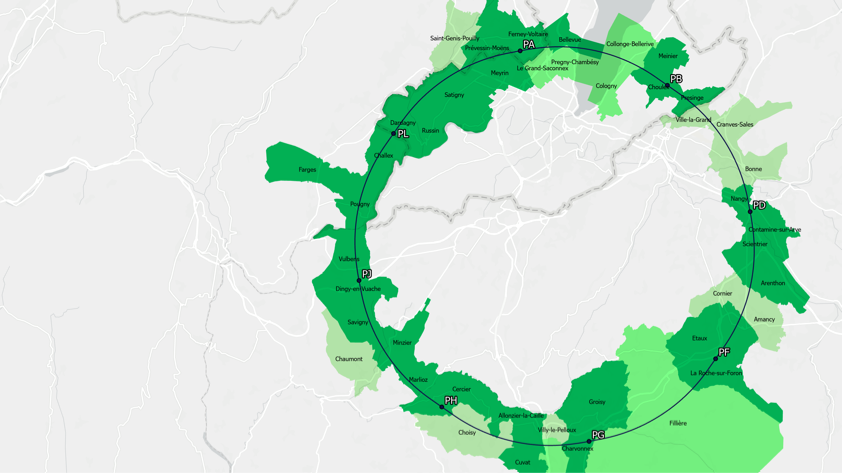 Saint-Genis-Pouilly
Ferney-Voltaire
Prévessin-Moëns
PA
Bellevue
Collonge-Bellerive
Meinier
Pregny-Chambésy
Le Grand-Saconnex
Meyrin
PB
Choulex
Cologny
Presinge
Satigny
Ville-la-Grand
Cranves-Sales
Dardagny
Russin
PL
Challex
Farges
Bonne
Nangy
Pougny
PD
Contamine-sur-Arve
Scientrier
Vulbens
PJ
Dingy-en-Vuache
Arenthon
Cornier
Savigny
Amancy
Minzier
Etaux
PF
Chaumont
La Roche-sur-Foron
Marlioz
Cercier
PH
Groisy
Allonzier-la-Caille
Fillière
Choisy
Villy-le-Pelloux
PG
Charvonnex
Cuvat